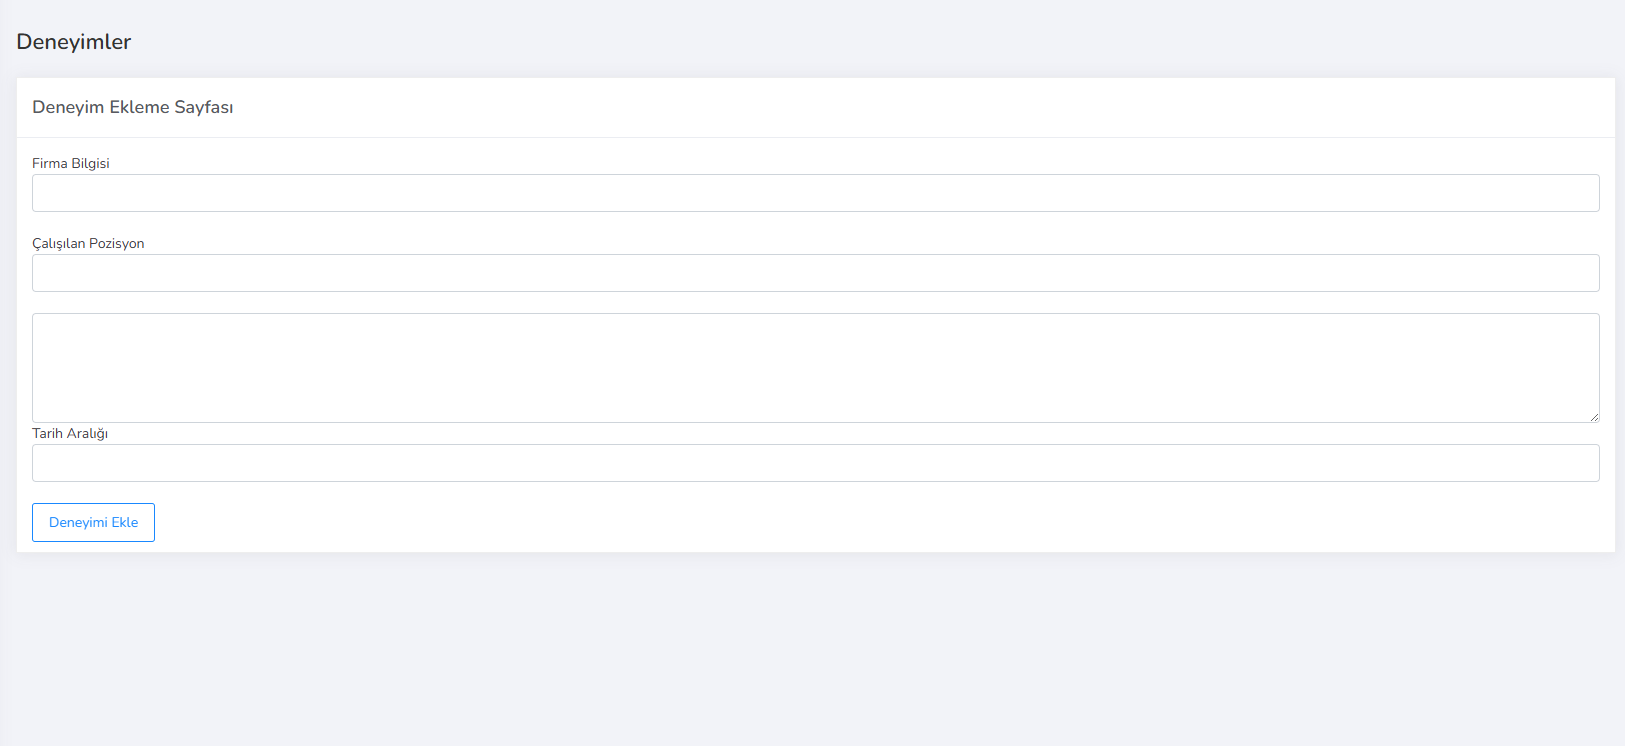 Deneyimler
Deneyim Ekleme Sayfası
Firma Bilgisi
Çalışılan Pozisyon
Tarih Aralığı
Deneyimi Ekle